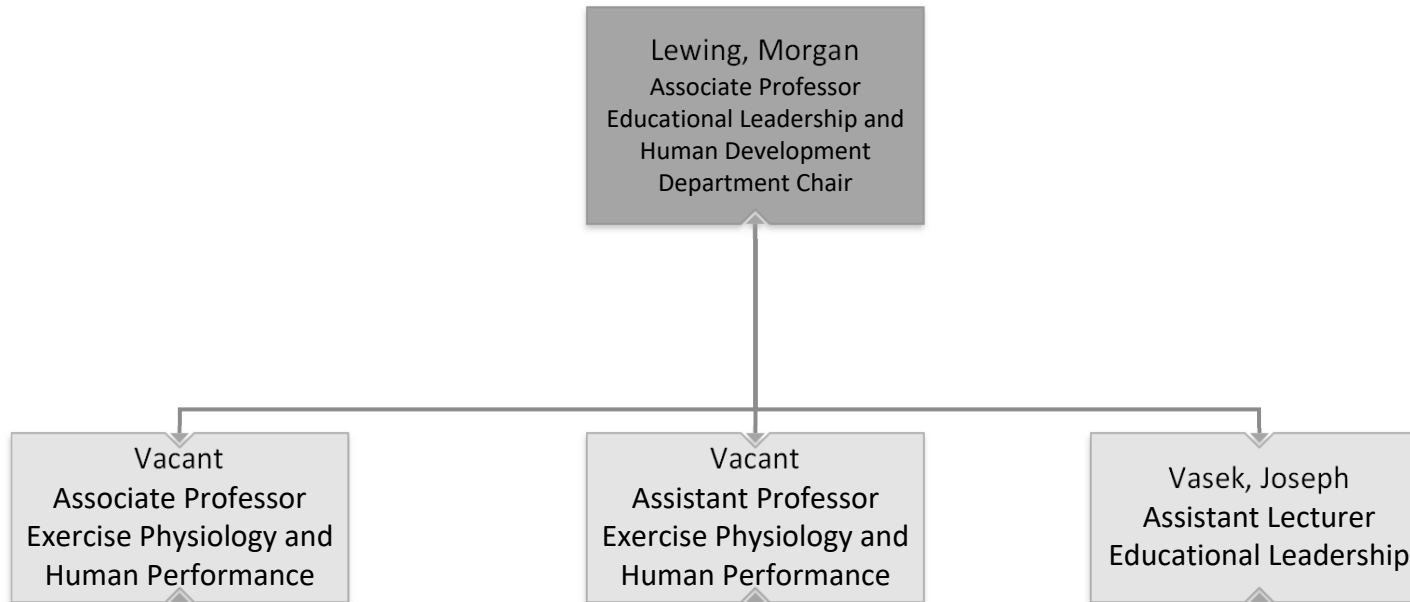 Lewing, Morgan
Associate Professor
Educational Leadership and
Human Development
Department Chair
Vacant
Associate Professor
Exercise Physiology and
Human Performance
Vacant
Assistant Professor
Exercise Physiology and
Human Performance
Vasek, Joseph
Assistant Lecturer
Educational Leadership